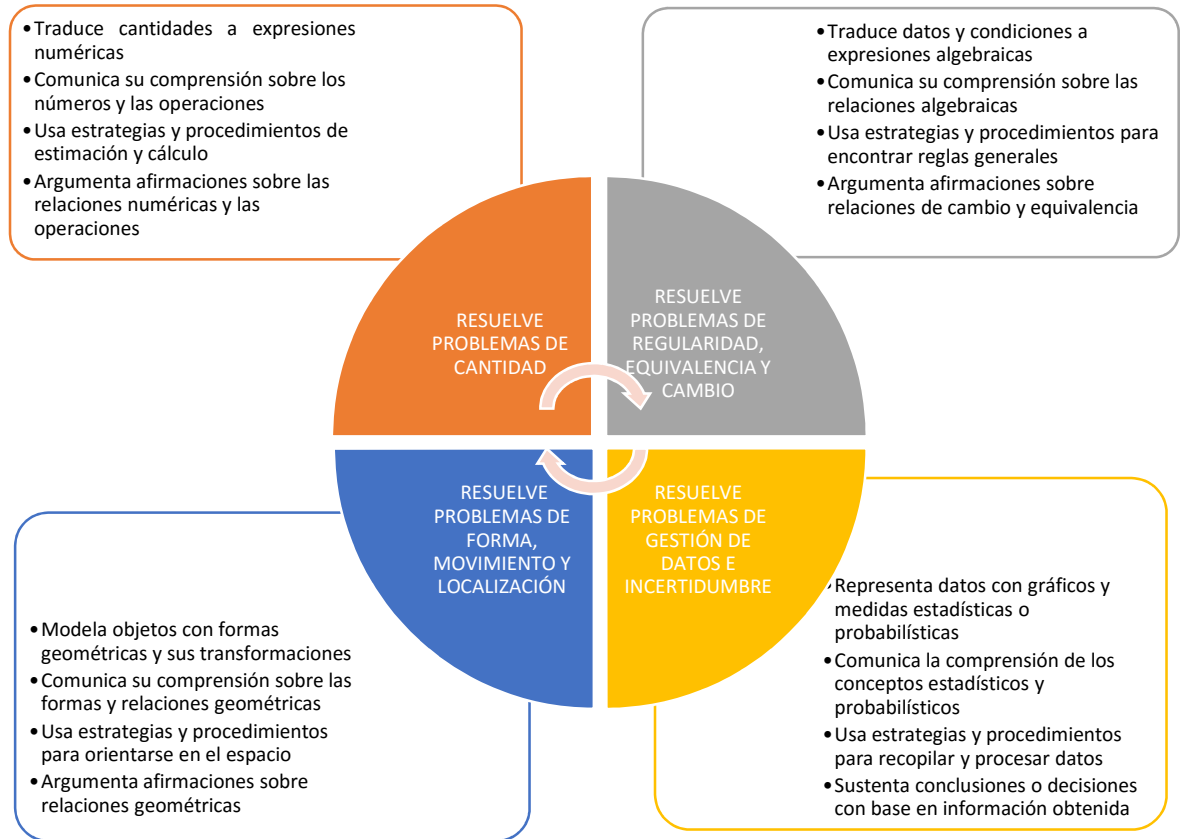 •Traduce cantidades a expresiones
numéricas
•Comunica su comprensión sobre los
números y las operaciones
•Usa estrategias y procedimientos de
estimación y cálculo
•Argumenta afirmaciones sobre las
relaciones numéricas y las
operaciones
•Traduce datos y condiciones a
expresiones algebraicas
•Comunica su comprensión sobre las
relaciones algebraicas
•Usa estrategias y procedimientos para
encontrar reglas generales
•Argumenta afirmaciones sobre
relaciones de cambio y equivalencia
RESUELVE
PROBLEMAS DE
CANTIDAD
RESUELVE
PROBLEMAS DE
REGULARIDAD,
EQUIVALENCIA Y
CAMBIO
RESUELVE
PROBLEMAS DE
FORMA,
MOVIMIENTO Y
LOCALIZACIÓN
RESUELVE
PROBLEMAS DE
GESTIÓN DE
DATOS E
INCERTIDUMBRE
•Modela objetos con formas
geométricas y sus transformaciones
•Comunica su comprensión sobre las
formas y relaciones geométricas
•Usa estrategias y procedimientos
para orientarse en el espacio
•Argumenta afirmaciones sobre
relaciones geométricas
•Representa datos con gráficos y
medidas estadísticas o
probabilísticas
•Comunica la comprensión de los
conceptos estadísticos y
probabilísticos
•Usa estrategias y procedimientos
para recopilar y procesar datos
•Sustenta conclusiones o decisiones
con base en información obtenida